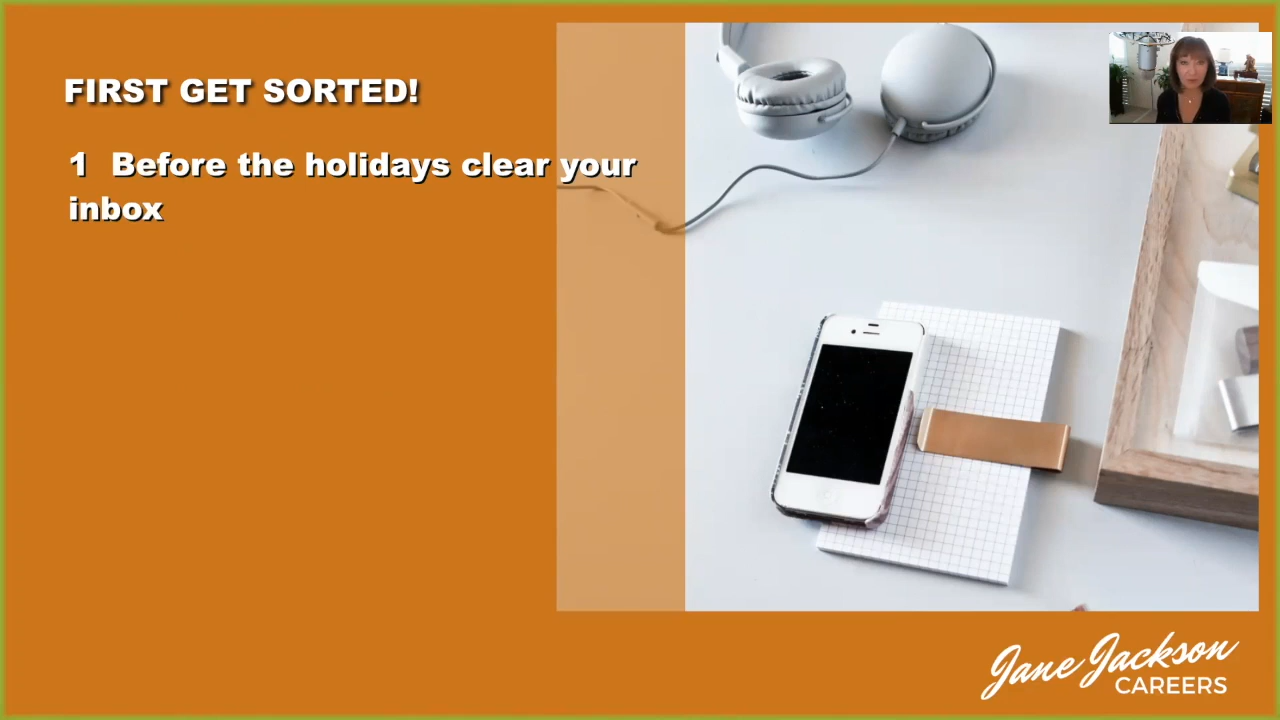 FIRST GET SORTED!
1 Before the holidays clear your
inbox
Jane Jackson
CAREERS